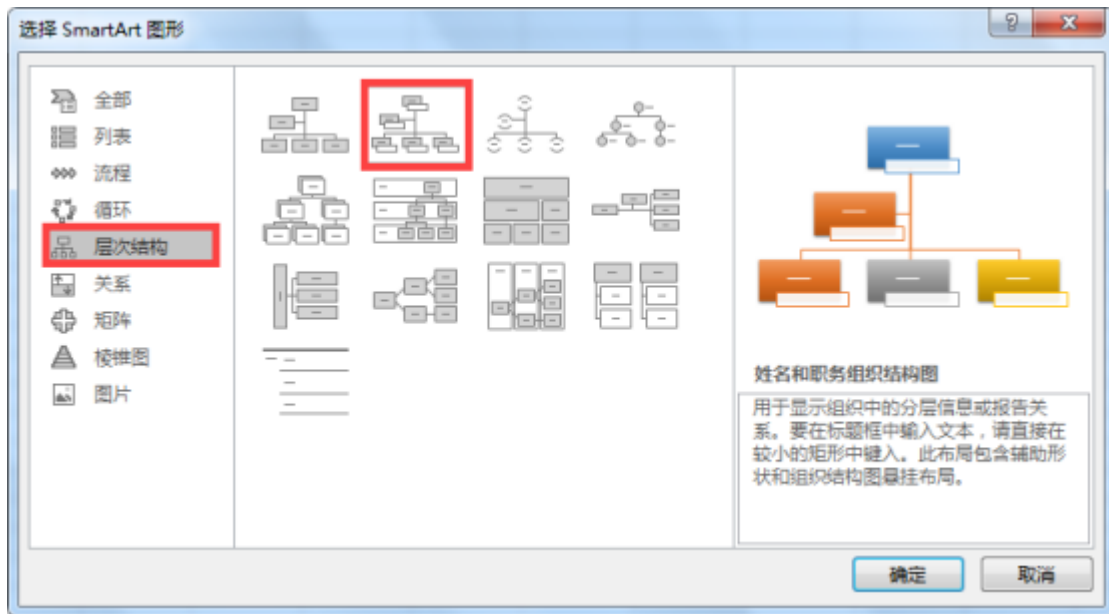 选择 SmartArt 图形
全部
列表
流程
循环
层次结构
关系
矩阵
棱锥图
图片
姓名和职务组织结构图
用于显示组织中的分层信息或报告关
系。要在标题框中输入文本，请直接在
较小的矩形中键入。此布局包含辅助形
状和组织结构图悬挂布局。
确定
取消